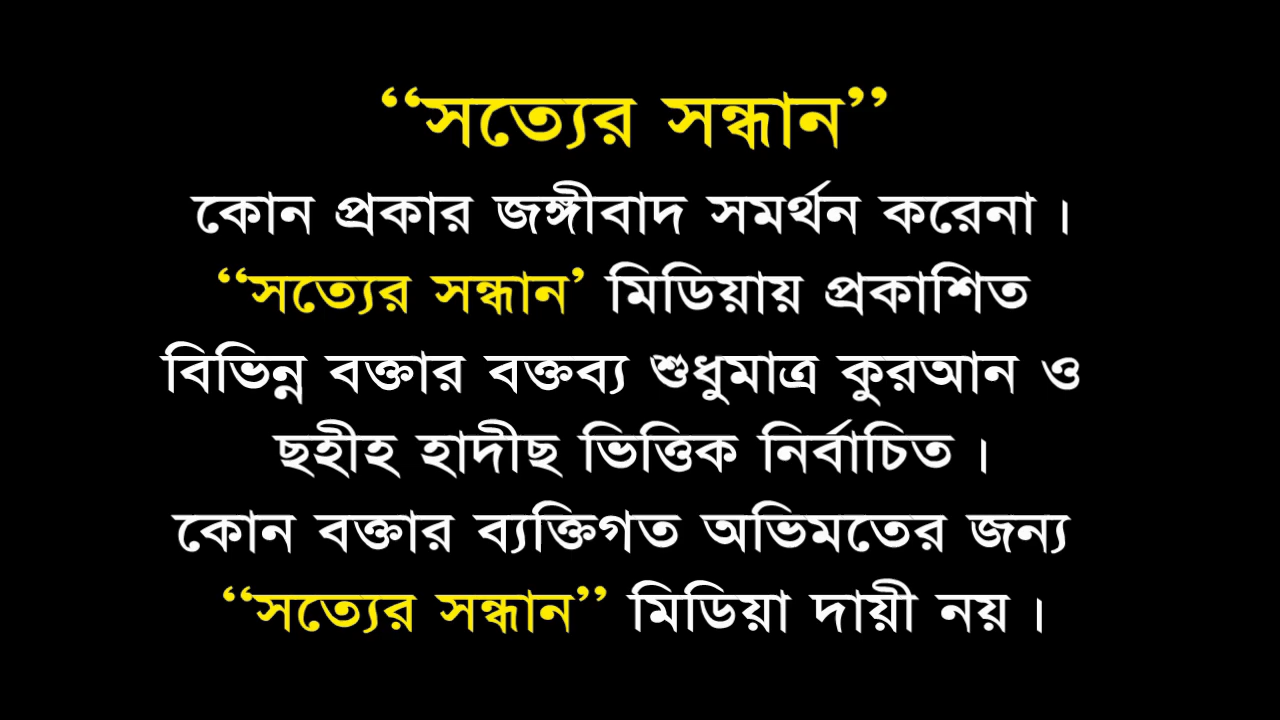 “সত্যের সন্ধান”
কোন প্রকার জঙ্গীবাদ সমর্থন করেনা।
“সত্যের সন্ধান’ মিডিয়ায় প্রকাশিত
বিভিন্ন বক্তার বক্তব্য শুধুমাত্র কুরআন ও
ছহীহ হাদীছ ভিত্তিক নির্বাচিত।
কোন বক্তার ব্যক্তিগত অভিমতের জন্য
“সত্যের সন্ধান” মিডিয়া দায়ী নয়।